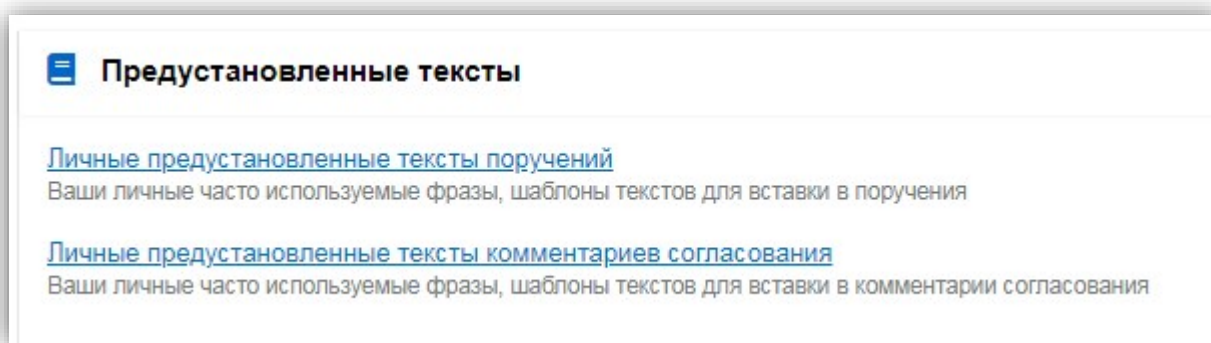 Предустановленные тексты
Личные предустановленные тексты поручений
Ваши личные часто используемые фразы, шаблоны текстов для вставки в поручения
Личные предустановленные тексты комментариев согласования
Ваши личные часто используемые фразы, шаблоны текстов для вставки в комментарии согласования